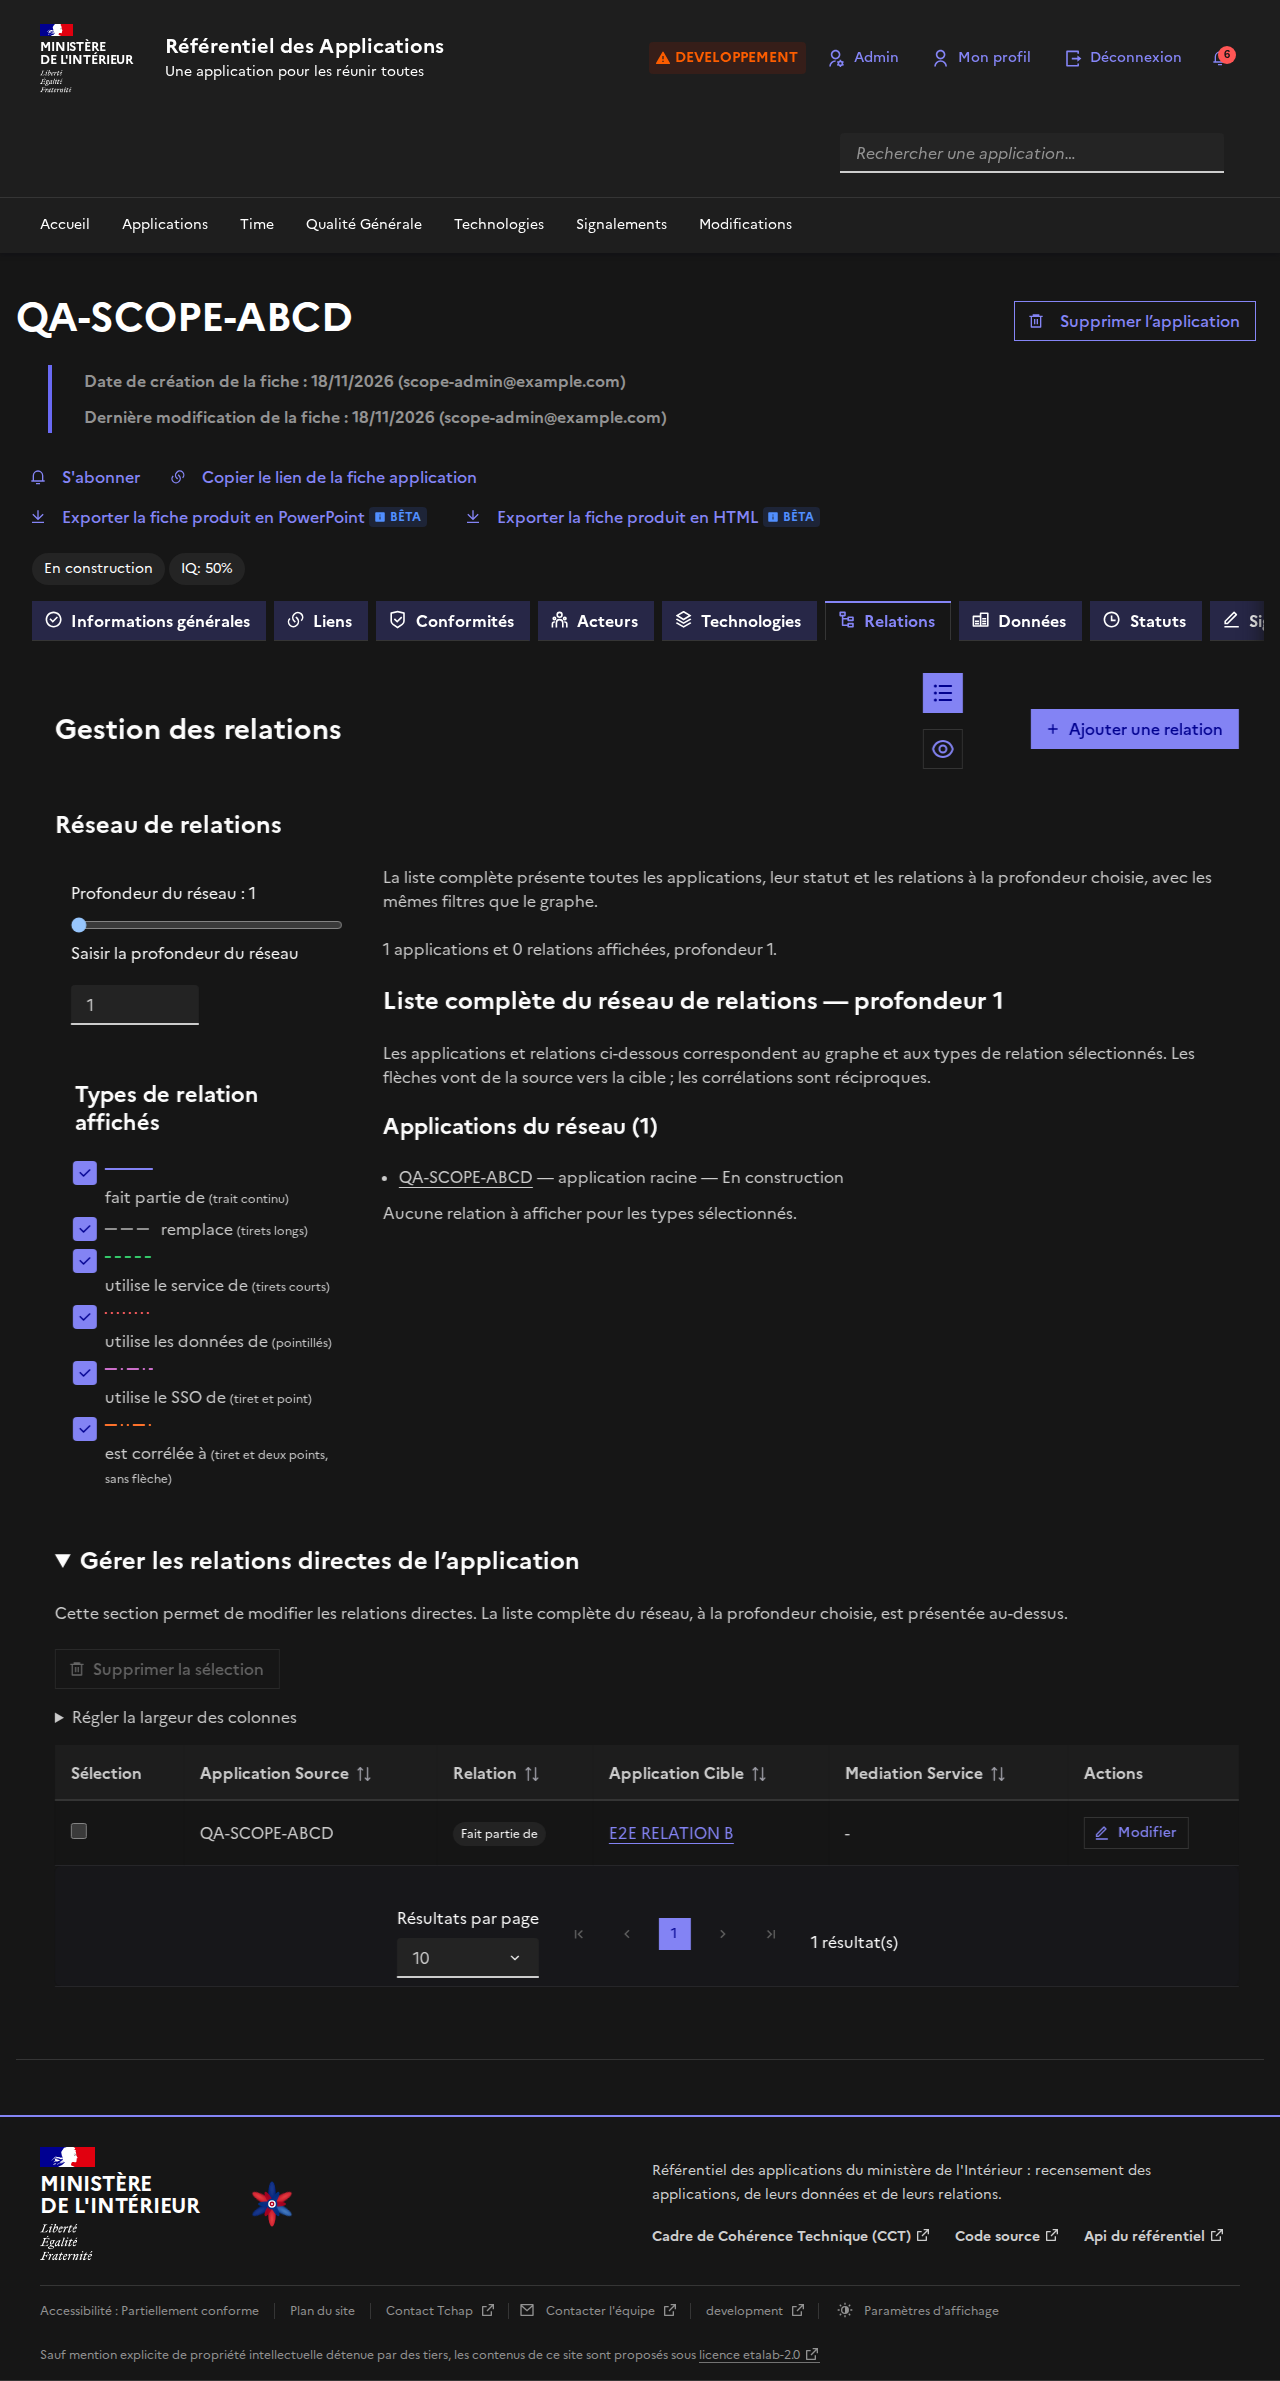 MINISTÈRE
DE L'INTÉRIEUR
Liberté
Égalité
Fraternité
Référentiel des Applications
Une application pour les réunir toutes
DEVELOPPEMENT
Admin
Mon profil
Déconnexion
6
Rechercher une application...
Accueil
Applications
Time
Qualité Générale
Technologies
Signalements
Modifications
QA-SCOPE-ABCD
Supprimer l’application
Date de création de la fiche : 18/11/2026 (scope-admin@example.com)
Dernière modification de la fiche : 18/11/2026 (scope-admin@example.com)
S'abonner
Copier le lien de la fiche application
Exporter la fiche produit en PowerPoint BÊTA
Exporter la fiche produit en HTML BÊTA
En construction
IQ: 50%
Informations générales
Liens
Conformités
Acteurs
Technologies
Relations
Données
Statuts
Gestion des relations
Ajouter une relation
Réseau de relations
Profondeur du réseau : 1
Saisir la profondeur du réseau
1
Types de relation
affichés
fait partie de (trait continu)
remplace (tirets longs)
utilise le service de (tirets courts)
utilise les données de (pointillés)
utilise le SSO de (tiret et point)
est corrélée à (tiret et deux points,
sans flèche)
La liste complète présente toutes les applications, leur statut et les relations à la profondeur choisie, avec les
mêmes filtres que le graphe.
1 applications et 0 relations affichées, profondeur 1.
Liste complète du réseau de relations — profondeur 1
Les applications et relations ci-dessous correspondent au graphe et aux types de relation sélectionnés. Les
flèches vont de la source vers la cible ; les corrélations sont réciproques.
Applications du réseau (1)
• QA-SCOPE-ABCD — application racine — En construction
Aucune relation à afficher pour les types sélectionnés.
Gérer les relations directes de l’application
Cette section permet de modifier les relations directes. La liste complète du réseau, à la profondeur choisie, est présentée au-dessus.
Supprimer la sélection
Régler la largeur des colonnes
Sélection
Application Source
Relation
Application Cible
Mediation Service
Actions
QA-SCOPE-ABCD
Fait partie de
E2E RELATION B
-
Modifier
Résultats par page
10
1
1 résultat(s)
MINISTÈRE
DE L'INTÉRIEUR
Liberté
Égalité
Fraternité
Référentiel des applications du ministère de l'Intérieur : recensement des
applications, de leurs données et de leurs relations.
Cadre de Cohérence Technique (CCT)
Code source
Api du référentiel
Accessibilité : Partiellement conforme
Plan du site
Contact Tchap
Contacter l'équipe
development
Paramètres d'affichage
Sauf mention explicite de propriété intellectuelle détenue par des tiers, les contenus de ce site sont proposés sous licence etalab-2.0